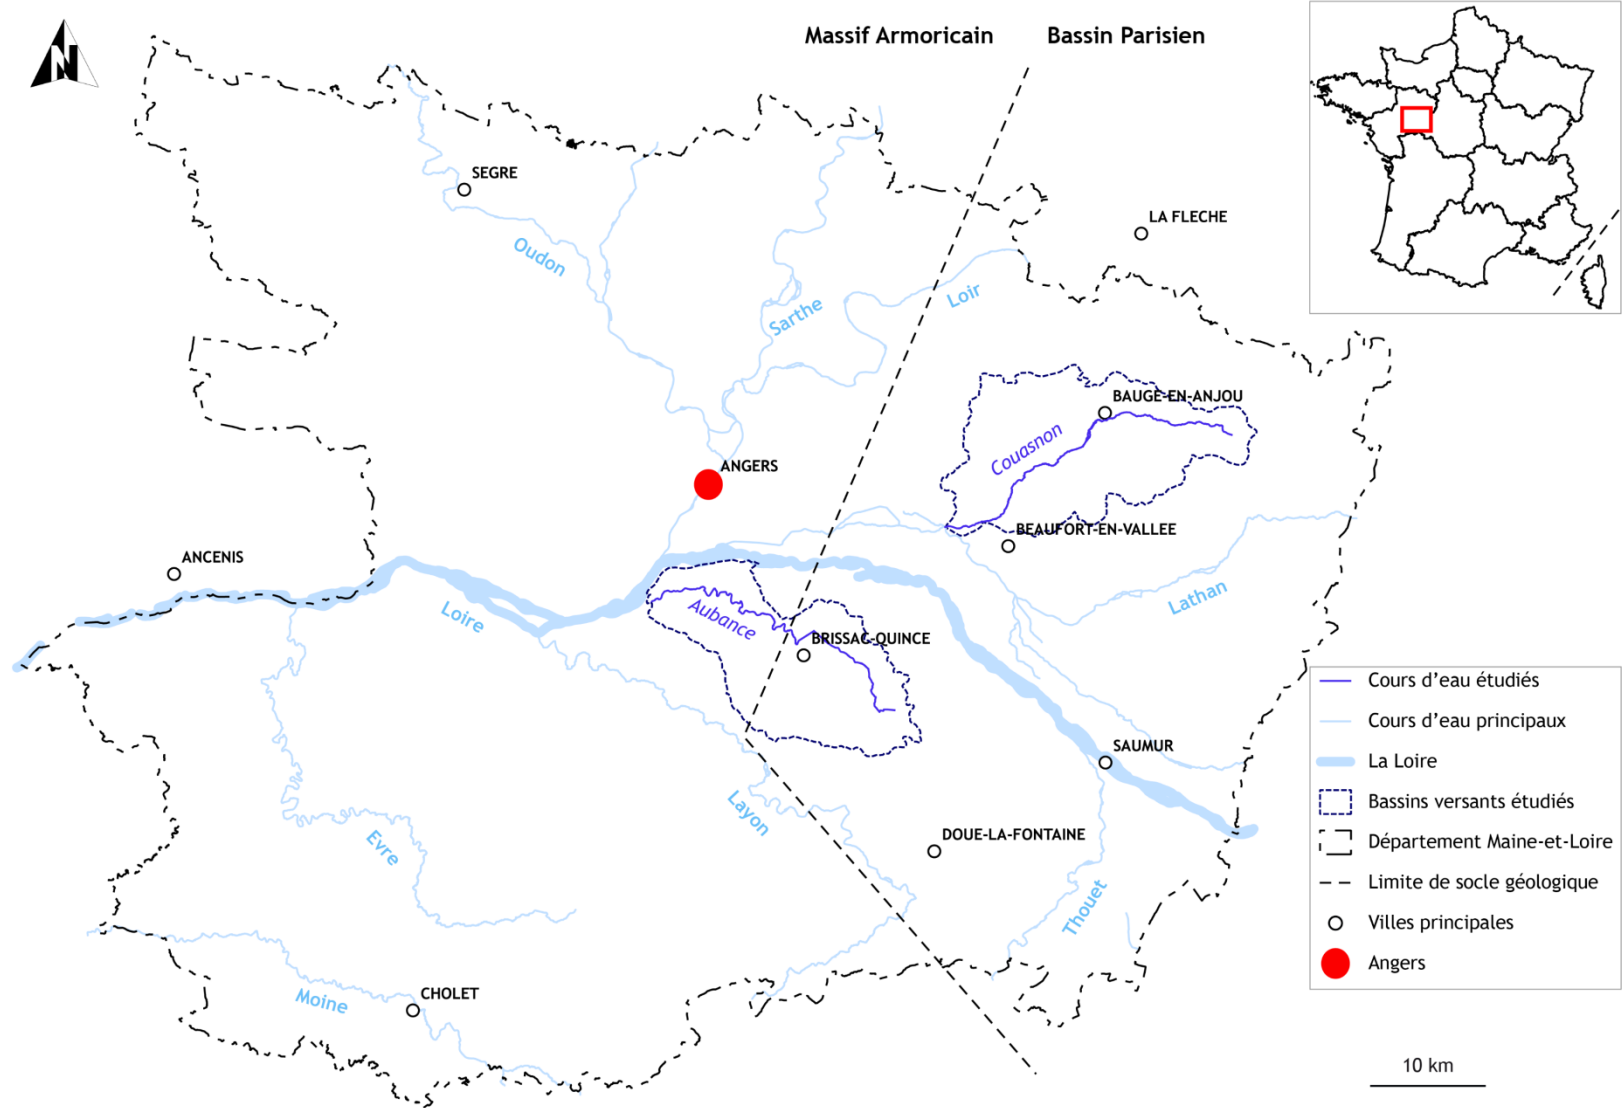 Massif Armoricain
Bassin Parisien
N
SEGRE
LA FLECHE
Oudon
Sarthe
Loir
BAUGE-EN-ANJOU
Couasnon
ANGERS
BEAUFORT-EN-VALLEE
ANCENIS
Loire
Aubance
Lathan
BRISSAC-QUINCE
SAUMUR
Layon
Evre
DOUE-LA-FONTAINE
Thouet
Moine
CHOLET
Cours d'eau étudiés
Cours d'eau principaux
La Loire
Bassins versants étudiés
Département Maine-et-Loire
Limite de socle géologique
Villes principales
Angers
10 km